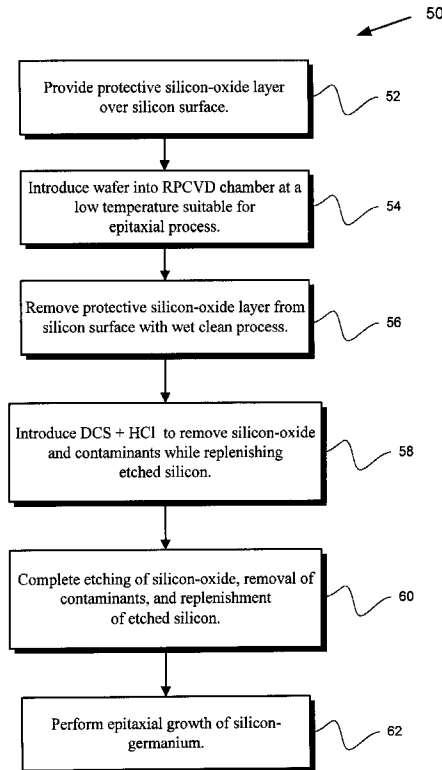 50
Provide protective silicon-oxide layer
over silicon surface.
52
Introduce wafer into RPCVD chamber at a
low temperature suitable for
epitaxial process.
54
Remove protective silicon-oxide layer from
silicon surface with wet clean process.
56
Introduce DCS + HCl to remove silicon-oxide
and contaminants while replenishing
etched silicon.
58
Complete etching of silicon-oxide, removal of
contaminants, and replenishment
of etched silicon.
60
Perform epitaxial growth of silicon-
germanium.
62